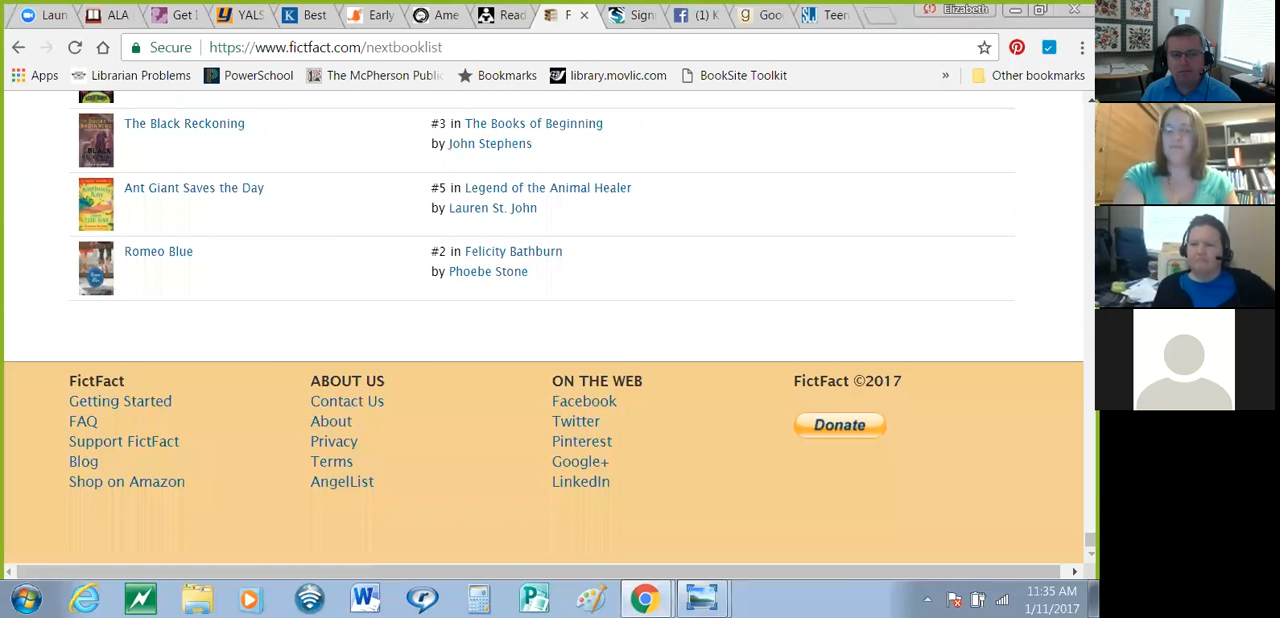 Laun ALA Get I YALS Best Early Ame Read F Sign (1) K Goo Teen Elizabeth
Secure https://www.fictfact.com/nextbooklist
Apps Librarian Problems PowerSchool The McPherson Public Bookmarks library.movlic.com BookSite Toolkit » Other bookmarks
The Black Reckoning #3 in The Books of Beginning
by John Stephens
Ant Giant Saves the Day #5 in Legend of the Animal Healer
by Lauren St. John
Romeo Blue #2 in Felicity Bathburn
by Phoebe Stone
FictFact ABOUT US ON THE WEB FictFact ©2017
Getting Started Contact Us Facebook
FAQ About Twitter Donate
Support FictFact Privacy Pinterest
Blog Terms Google+
Shop on Amazon AngelList LinkedIn
11:35 AM
1/11/2017